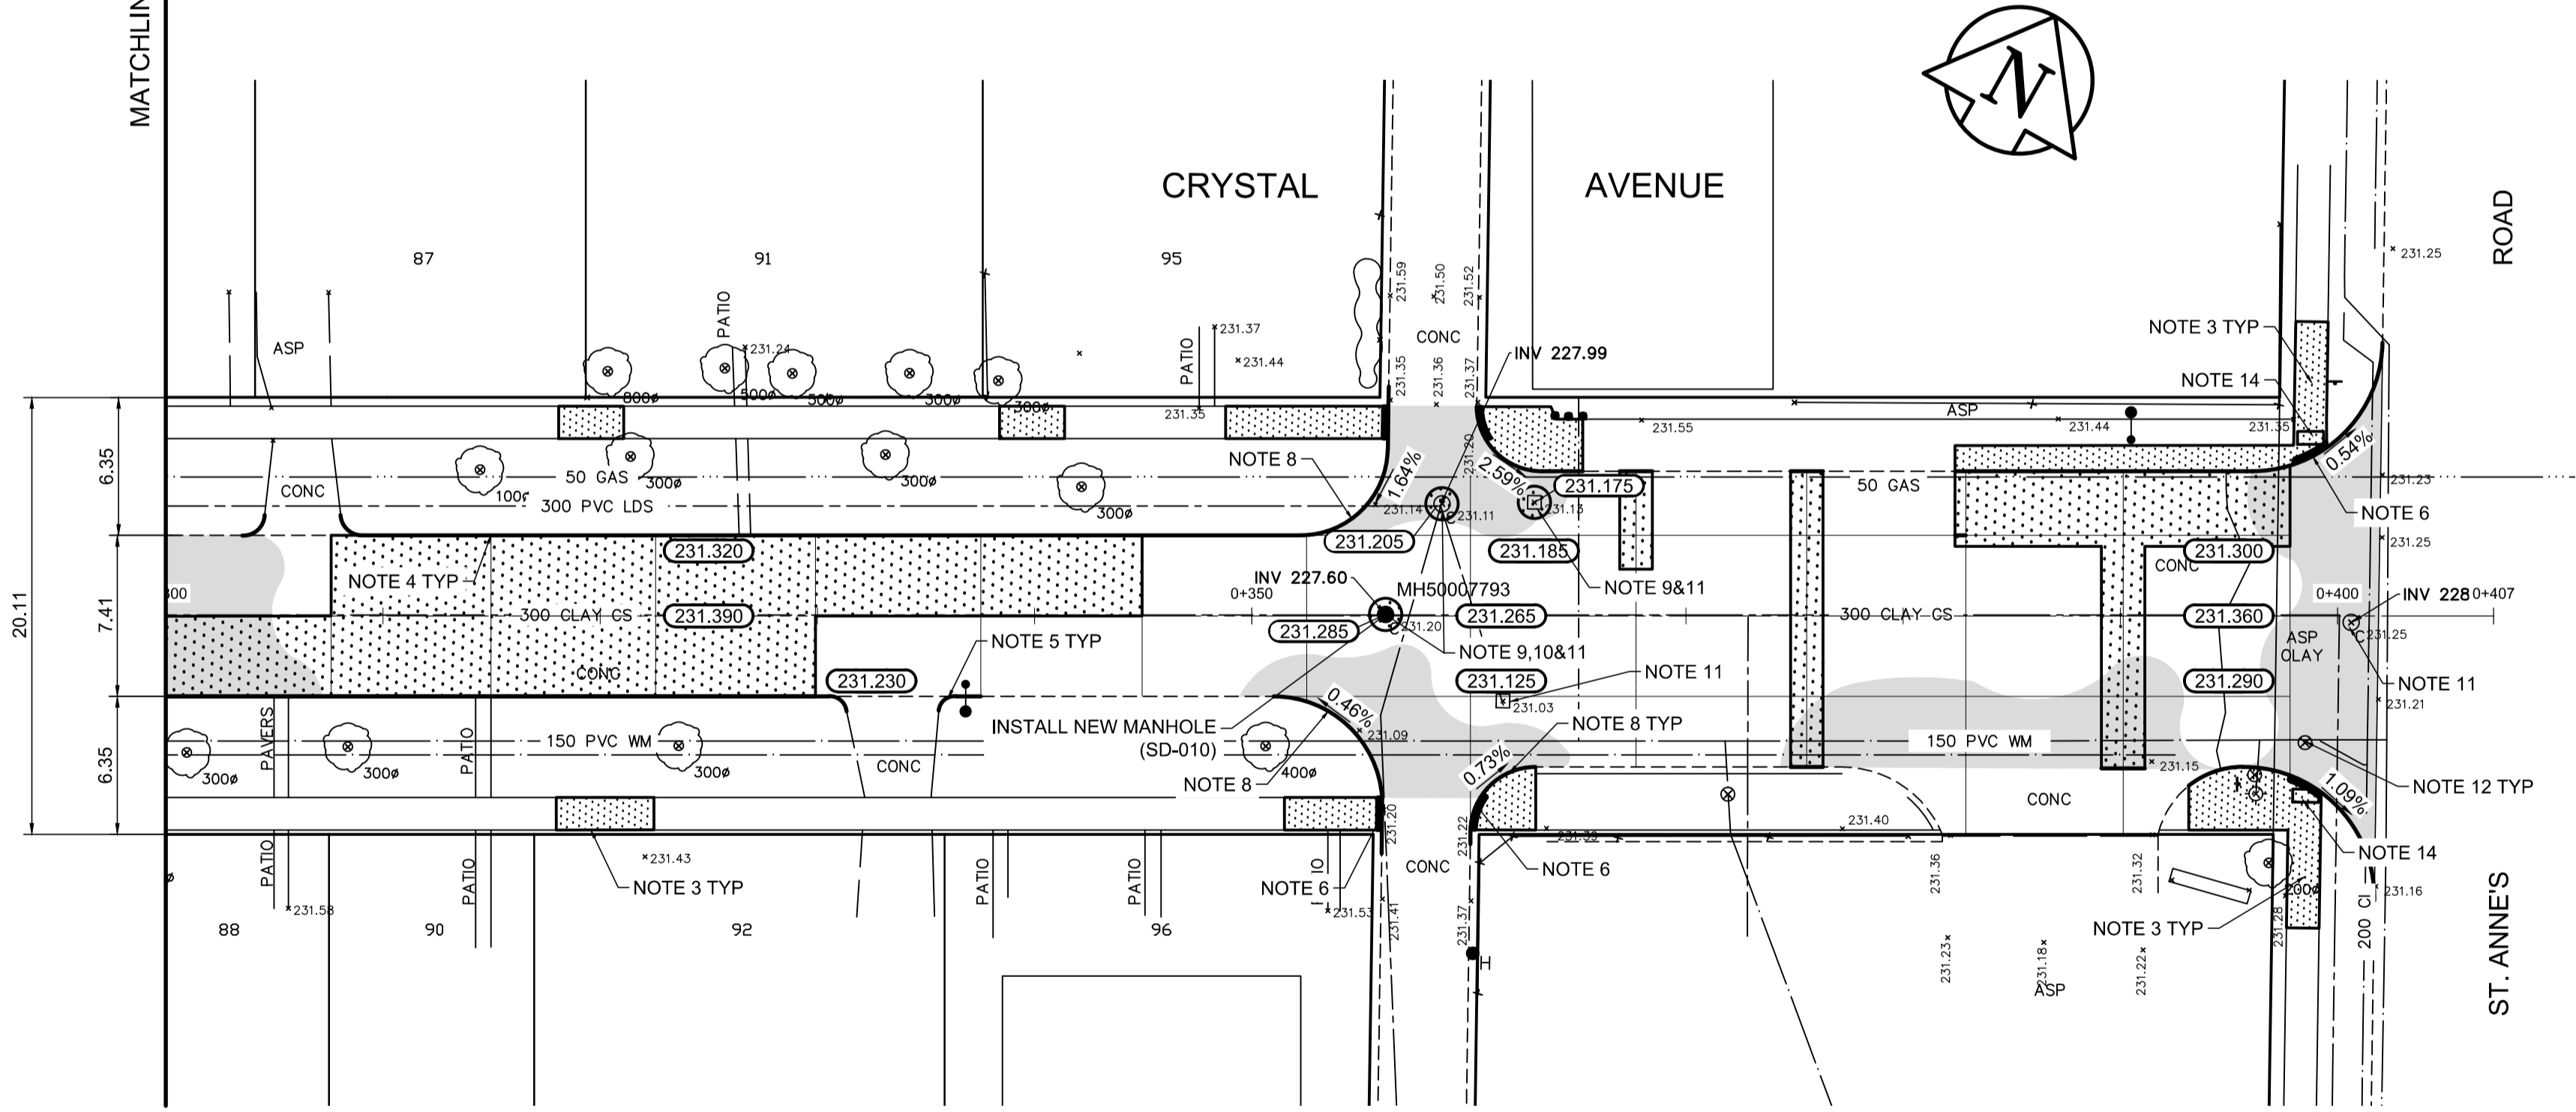 MATCHLIN
N
CRYSTAL
AVENUE
ROAD
ST. ANNE'S
87
91
95
231.59
231.50
231.52
CONC
231.25
NOTE 3 TYP
ASP
PATIO
231.24
PATIO
231.37
231.44
231.35
231.36
231.37
INV 227.99
NOTE 14
800ø
500ø
500ø
300ø
300ø
231.35
231.55
ASP
231.44
231.35
6.35
CONC
100
50 GAS
300ø
300 PVC LDS
300ø
300ø
NOTE 8
1.64%
231.20
2.59%
231.175
231.14
231.11
231.13
50 GAS
0.54%
231.23
NOTE 6
20.11
7.41
NOTE 4 TYP
231.320
231.205
231.185
231.300
231.25
CONC
INV 227.60
MH50007793
NOTE 9&11
0+350
0+400
INV 228
0+407
300 CLAY CS
231.390
231.285
C231.20
231.265
300 CLAY CS
231.360
C231.25
ASP
OLAY
NOTE 5 TYP
NOTE 9,10&11
NOTE 11
CONC
231.230
231.125
231.03
231.290
NOTE 11
231.21
6.35
PAVERS
PATIO
150 PVC WM
INSTALL NEW MANHOLE
(SD-010)
0.46%
231.09
NOTE 8 TYP
150 PVC WM
300ø
300ø
300ø
CONC
400ø
NOTE 8
0.73%
231.15
1.09%
NOTE 12 TYP
CONC
231.20
231.22
231.39
231.40
PATIO
PATIO
231.43
NOTE 3 TYP
PATIO
PATIO
NOTE 6
CONC
NOTE 6
231.36
231.32
200ø
NOTE 14
231.16
231.58
231.53
231.41
231.37
231.28
200 CI
88
90
92
96
NOTE 3 TYP
H
231.23
231.18
231.22
ASP